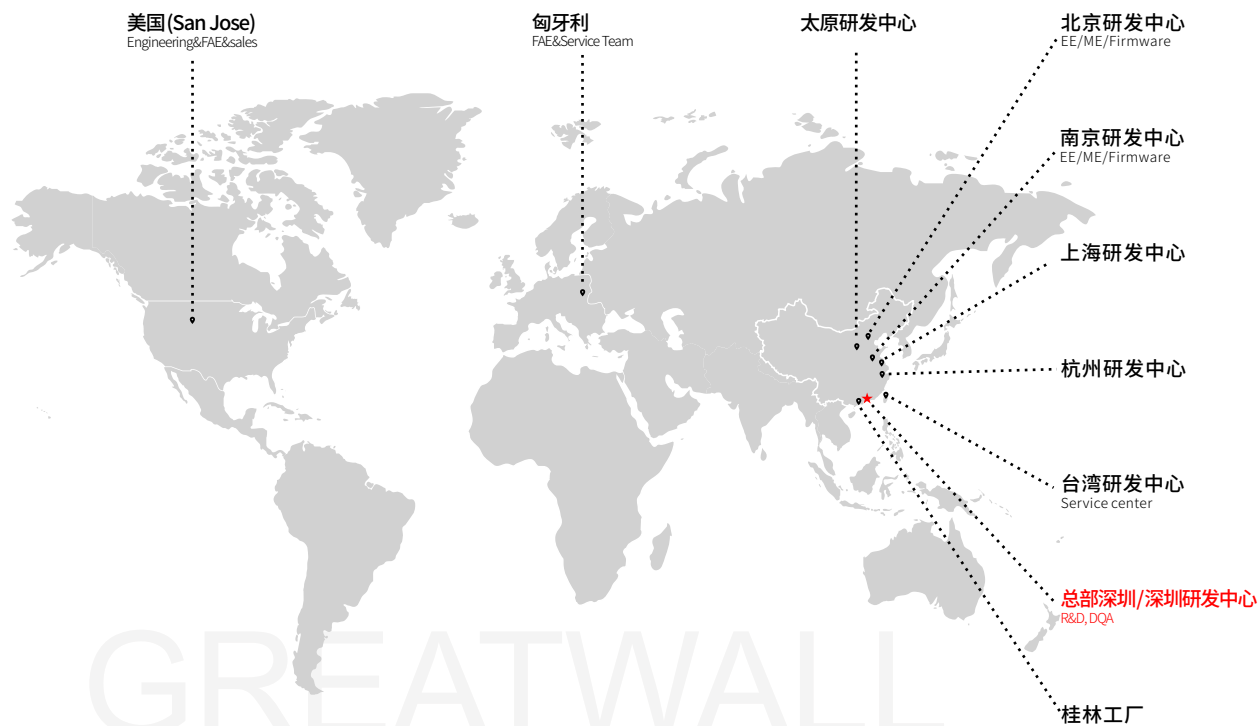 美国(San Jose)
Engineering&FAE&sales
匈牙利
FAE&Service Team
太原研发中心
北京研发中心
EE/ME/Firmware
南京研发中心
EE/ME/Firmware
上海研发中心
杭州研发中心
台湾研发中心
Service center
总部深圳/深圳研发中心
R&D, DQA
桂林工厂
GREATWALL